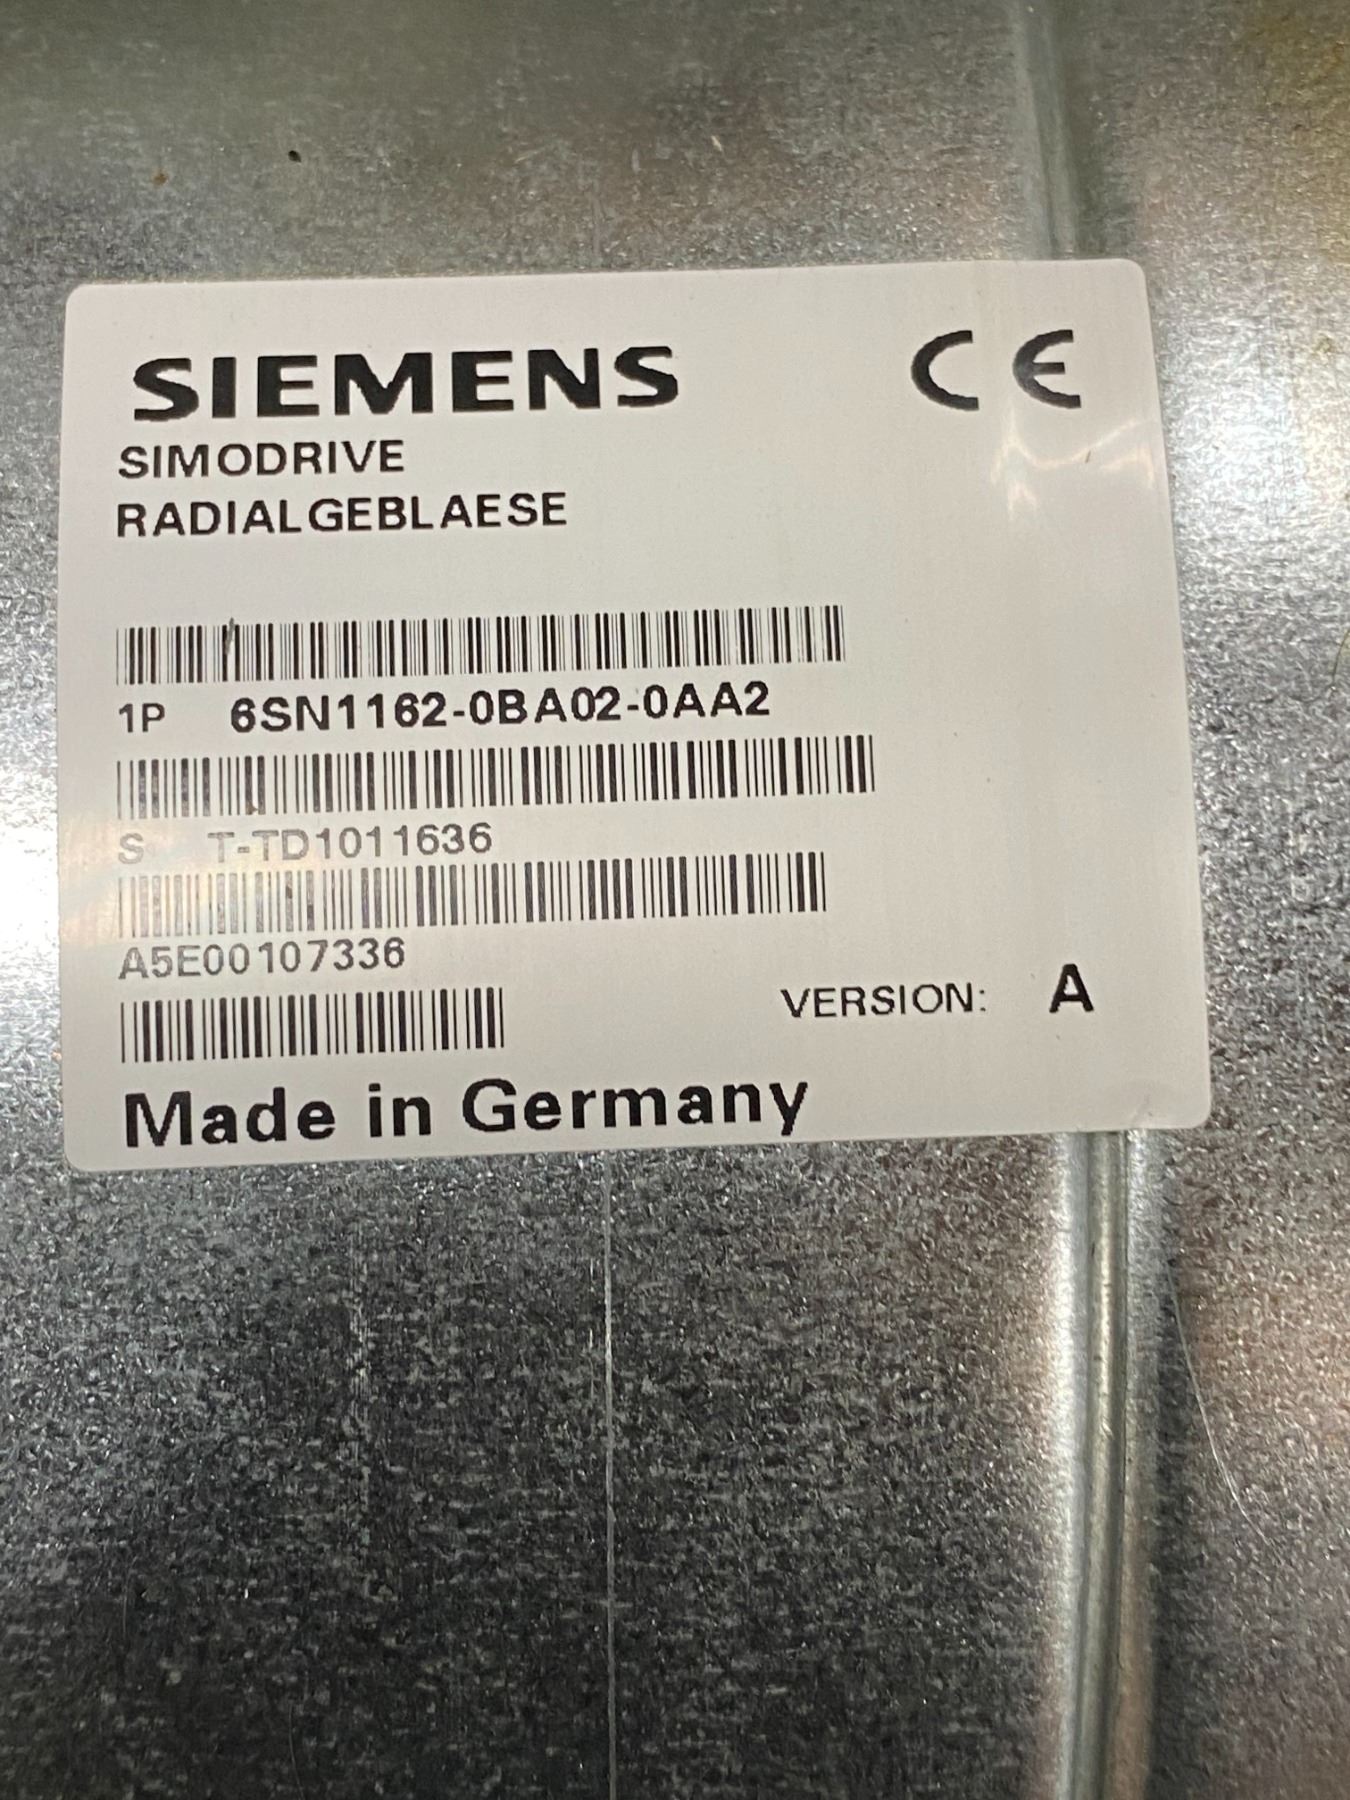 SIEMENS CE
SIMODRIVE
RADIALGEBLAESE
1P 6SN1162-0BA02-0AA2
S T-TD1011636
A5E00107336
VERSION: A
Made in Germany